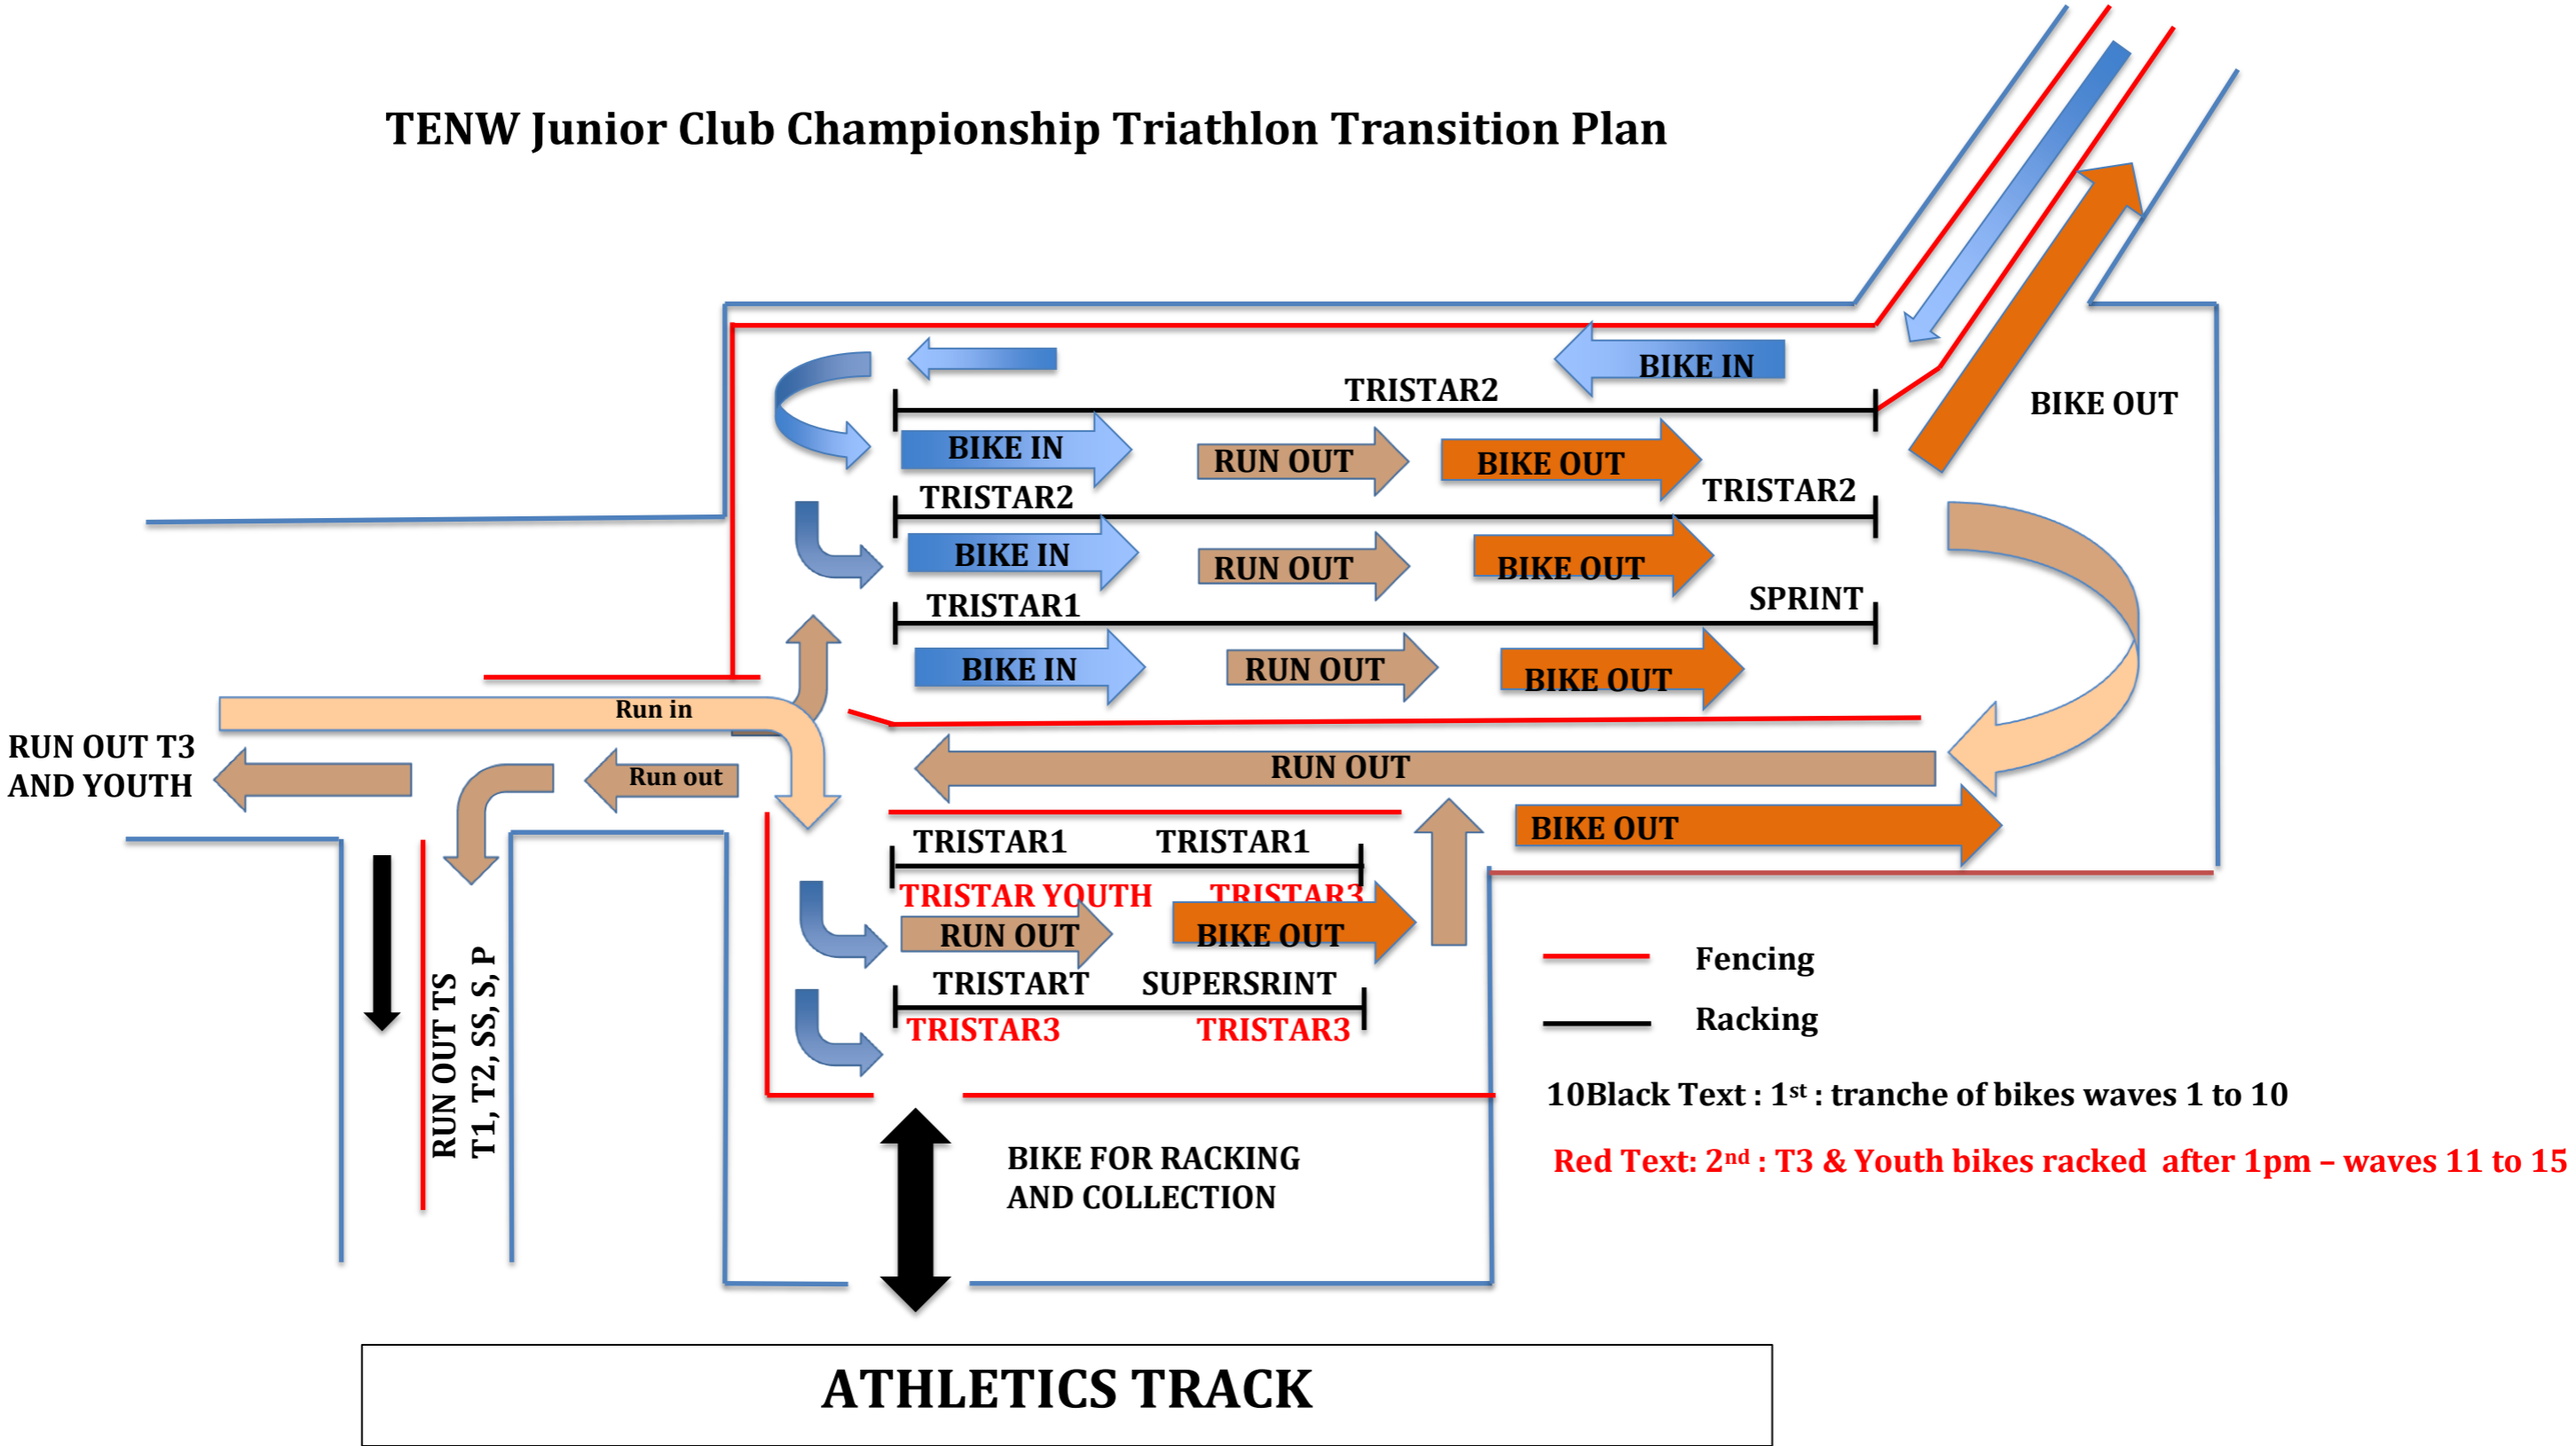 TENW Junior Club Championship Triathlon Transition Plan
BIKE IN
TRISTAR2
BIKE OUT
BIKE IN
RUN OUT
BIKE OUT
TRISTAR2
TRISTAR2
BIKE IN
RUN OUT
BIKE OUT
TRISTAR1
SPRINT
BIKE IN
RUN OUT
BIKE OUT
Run in
RUN OUT T3
AND YOUTH
Run out
RUN OUT
BIKE OUT
TRISTAR1
TRISTAR1
TRISTAR YOUTH
TRISTAR3
RUN OUT
BIKE OUT
TRISTART
SUPERSRINT
TRISTAR3
TRISTAR3
RUN OUT TS
T1, T2, SS, S, P
Fencing
Racking
10Black Text : 1st : tranche of bikes waves 1 to 10
Red Text: 2nd : T3 & Youth bikes racked after 1pm – waves 11 to 15
BIKE FOR RACKING
AND COLLECTION
ATHLETICS TRACK